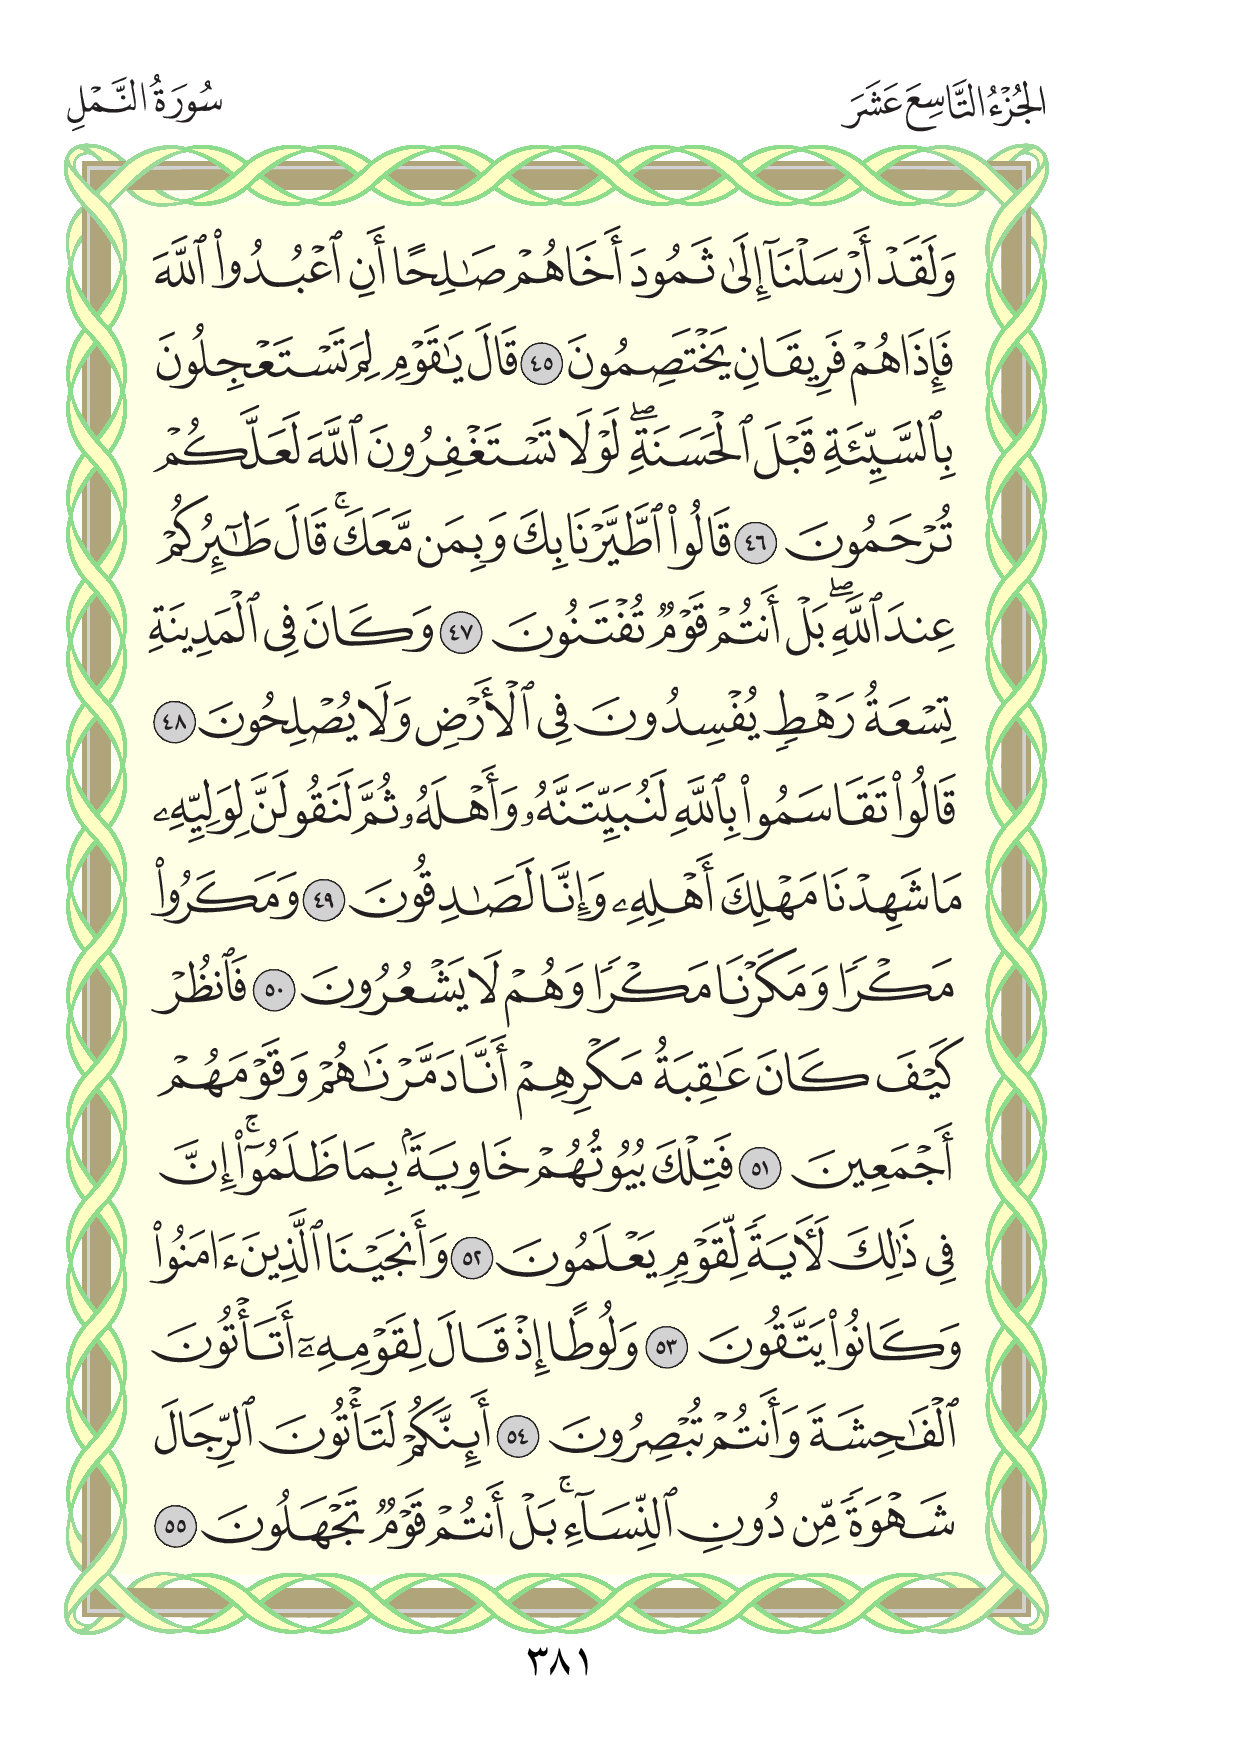 الجُزْءُ التَّاسِعَ عَشَرَ
سُورَةُ النَّمْلِ
وَلَقَدْ أَرْسَلْنَآ إِلَىٰ ثَمُودَ أَخَاهُمْ صَـٰلِحًا أَنِ ٱعْبُدُوا۟ ٱللَّهَ
فَإِذَا هُمْ فَرِيقَانِ يَخْتَصِمُونَ ٤٥ قَالَ يَـٰقَوْمِ لِمَ تَسْتَعْجِلُونَ
بِٱلسَّيِّئَةِ قَبْلَ ٱلْحَسَنَةِ ۖ لَوْلَا تَسْتَغْفِرُونَ ٱللَّهَ لَعَلَّكُمْ
تُرْحَمُونَ ٤٦ قَالُوا۟ ٱطَّيَّرْنَا بِكَ وَبِمَن مَّعَكَ ۚ قَالَ طَـٰٓئِرُكُمْ
عِندَ ٱللَّهِ ۖ بَلْ أَنتُمْ قَوْمٌ تُفْتَنُونَ ٤٧ وَكَانَ فِى ٱلْمَدِينَةِ
تِسْعَةُ رَهْطٍ يُفْسِدُونَ فِى ٱلْأَرْضِ وَلَا يُصْلِحُونَ ٤٨
قَالُوا۟ تَقَاسَمُوا۟ بِٱللَّهِ لَنُبَيِّتَنَّهُۥ وَأَهْلَهُۥ ثُمَّ لَنَقُولَنَّ لِوَلِيِّهِۦ
مَا شَهِدْنَا مَهْلِكَ أَهْلِهِۦ وَإِنَّا لَصَـٰدِقُونَ ٤٩ وَمَكَرُوا۟
مَكْرًا وَمَكَرْنَا مَكْرًا وَهُمْ لَا يَشْعُرُونَ ٥٠ فَٱنظُرْ
كَيْفَ كَانَ عَـٰقِبَةُ مَكْرِهِمْ أَنَّا دَمَّرْنَـٰهُمْ وَقَوْمَهُمْ
أَجْمَعِينَ ٥١ فَتِلْكَ بُيُوتُهُمْ خَاوِيَةًۢ بِمَا ظَلَمُوٓا۟ ۗ إِنَّ
فِى ذَٰلِكَ لَـَٔايَةً لِّقَوْمٍ يَعْلَمُونَ ٥٢ وَأَنجَيْنَا ٱلَّذِينَ ءَامَنُوا۟
وَكَانُوا۟ يَتَّقُونَ ٥٣ وَلُوطًا إِذْ قَالَ لِقَوْمِهِۦٓ أَتَأْتُونَ
ٱلْفَـٰحِشَةَ وَأَنتُمْ تُبْصِرُونَ ٥٤ أَئِنَّكُمْ لَتَأْتُونَ ٱلرِّجَالَ
شَهْوَةً مِّن دُونِ ٱلنِّسَآءِ ۚ بَلْ أَنتُمْ قَوْمٌ تَجْهَلُونَ ٥٥
٣٨١